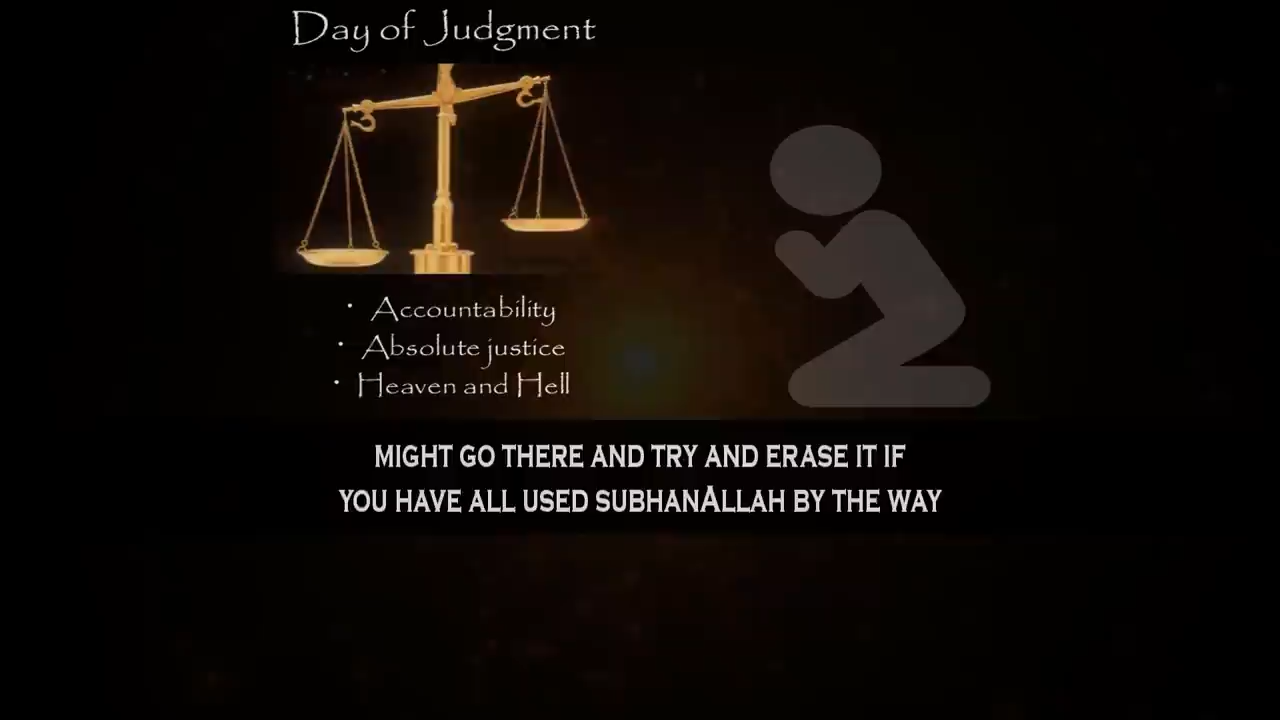 Day of Judgment
• Accountability
• Absolute justice
• Heaven and Hell
MIGHT GO THERE AND TRY AND ERASE IT IF
YOU HAVE ALL USED SUBHANALLAH BY THE WAY